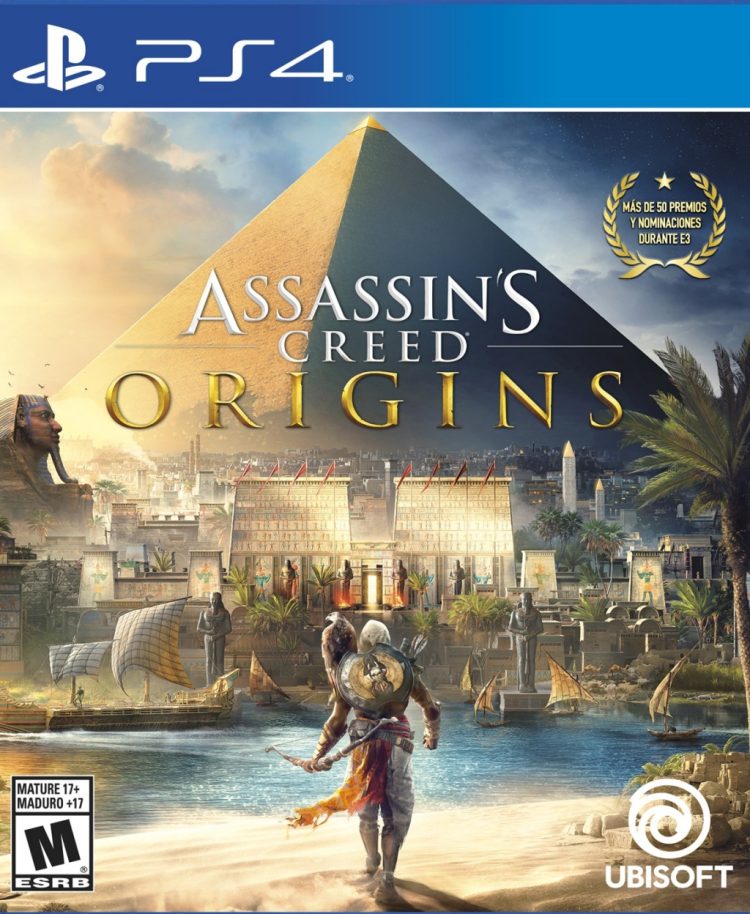 PS4
MÁS DE 50 PREMIOS
Y NOMINACIONES
DURANTE E3
ASSASSIN'S
CREED®
ORIGINS
MATURE 17+
MADURO +17
M
ESRB
UBISOFT